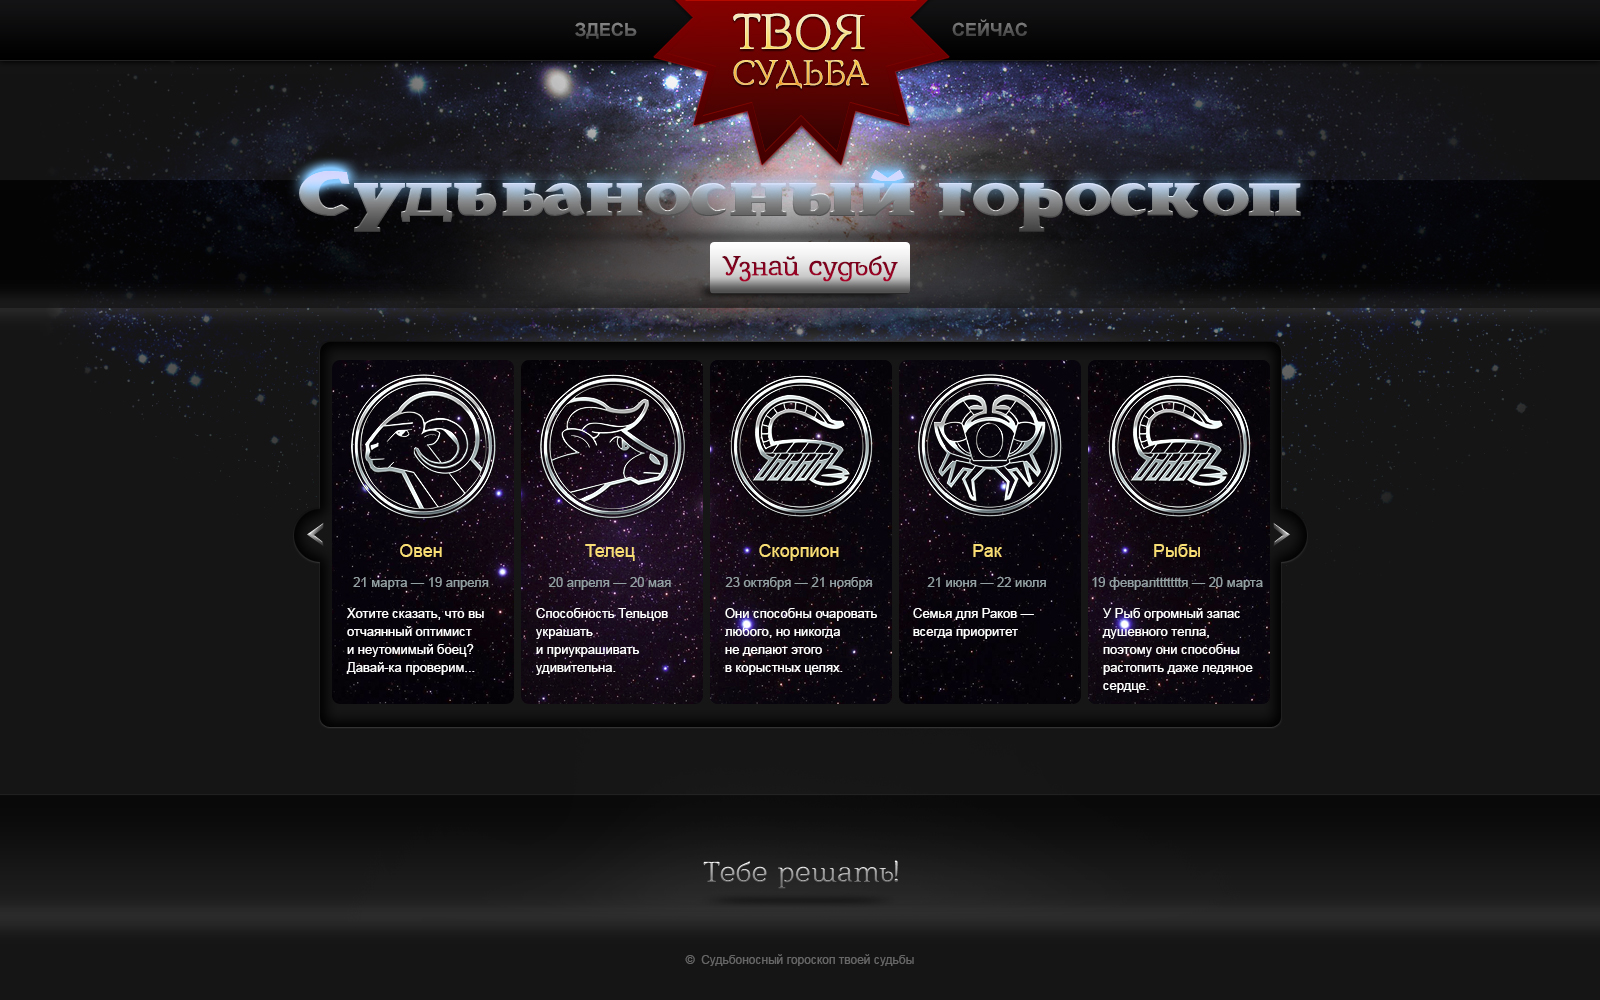 ЗДЕСЬ
ТВОЯ
СУДЬБА
СЕЙЧАС
Судьбаносный гороскоп
Узнай судьбу
Овен
21 марта — 19 апреля
Хотите сказать, что вы
отчаянный оптимист
и неутомимый боец?
Давай-ка проверим...
Телец
20 апреля — 20 мая
Способность Тельцов
украшать
и приукрашивать
удивительна.
Скорпион
23 октября — 21 ноября
Они способны очаровать
любого, но никогда
не делают этого
в корыстных целях.
Рак
21 июня — 22 июля
Семья для Раков —
всегда приоритет
Рыбы
19 февралttttttя — 20 марта
У Рыб огромный запас
душевного тепла,
поэтому они способны
растопить даже ледяное
сердце.
Тебе решать!
© Судьбоносный гороскоп твоей судьбы